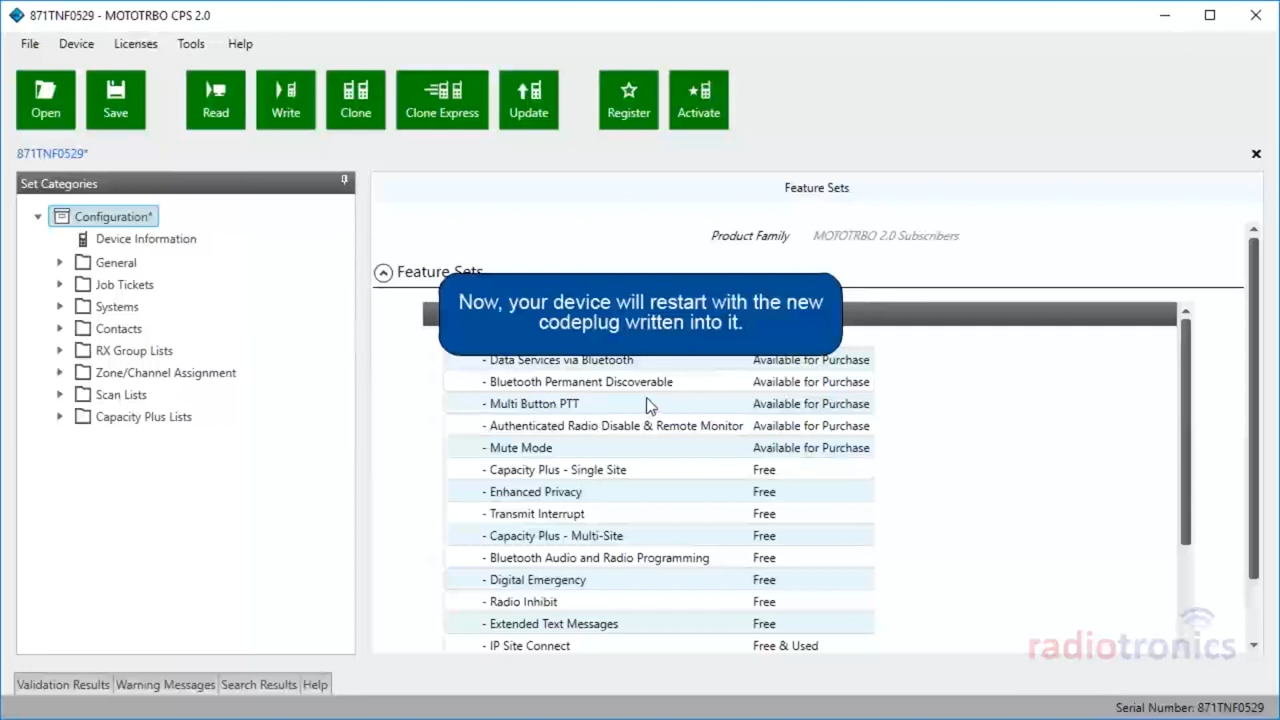 871TNF0529 - MOTOTRBO CPS 2.0
File Device Licenses Tools Help
Open Save Read Write Clone Clone Express Update Register Activate
871TNF0529*
Set Categories
Configuration*
Device Information
General
Job Tickets
Systems
Contacts
RX Group Lists
Zone/Channel Assignment
Scan Lists
Capacity Plus Lists
Feature Sets
Product Family MOTOTRBO 2.0 Subscribers
Feature Sets
Now, your device will restart with the new
codeplug written into it.
- Data Services via Bluetooth Available for Purchase
- Bluetooth Permanent Discoverable Available for Purchase
- Multi Button PTT Available for Purchase
- Authenticated Radio Disable & Remote Monitor Available for Purchase
- Mute Mode Available for Purchase
- Capacity Plus - Single Site Free
- Enhanced Privacy Free
- Transmit Interrupt Free
- Capacity Plus - Multi-Site Free
- Bluetooth Audio and Radio Programming Free
- Digital Emergency Free
- Radio Inhibit Free
- Extended Text Messages Free
- IP Site Connect Free & Used
radiotronics
Validation Results Warning Messages Search Results Help
Serial Number: 871TNF0529